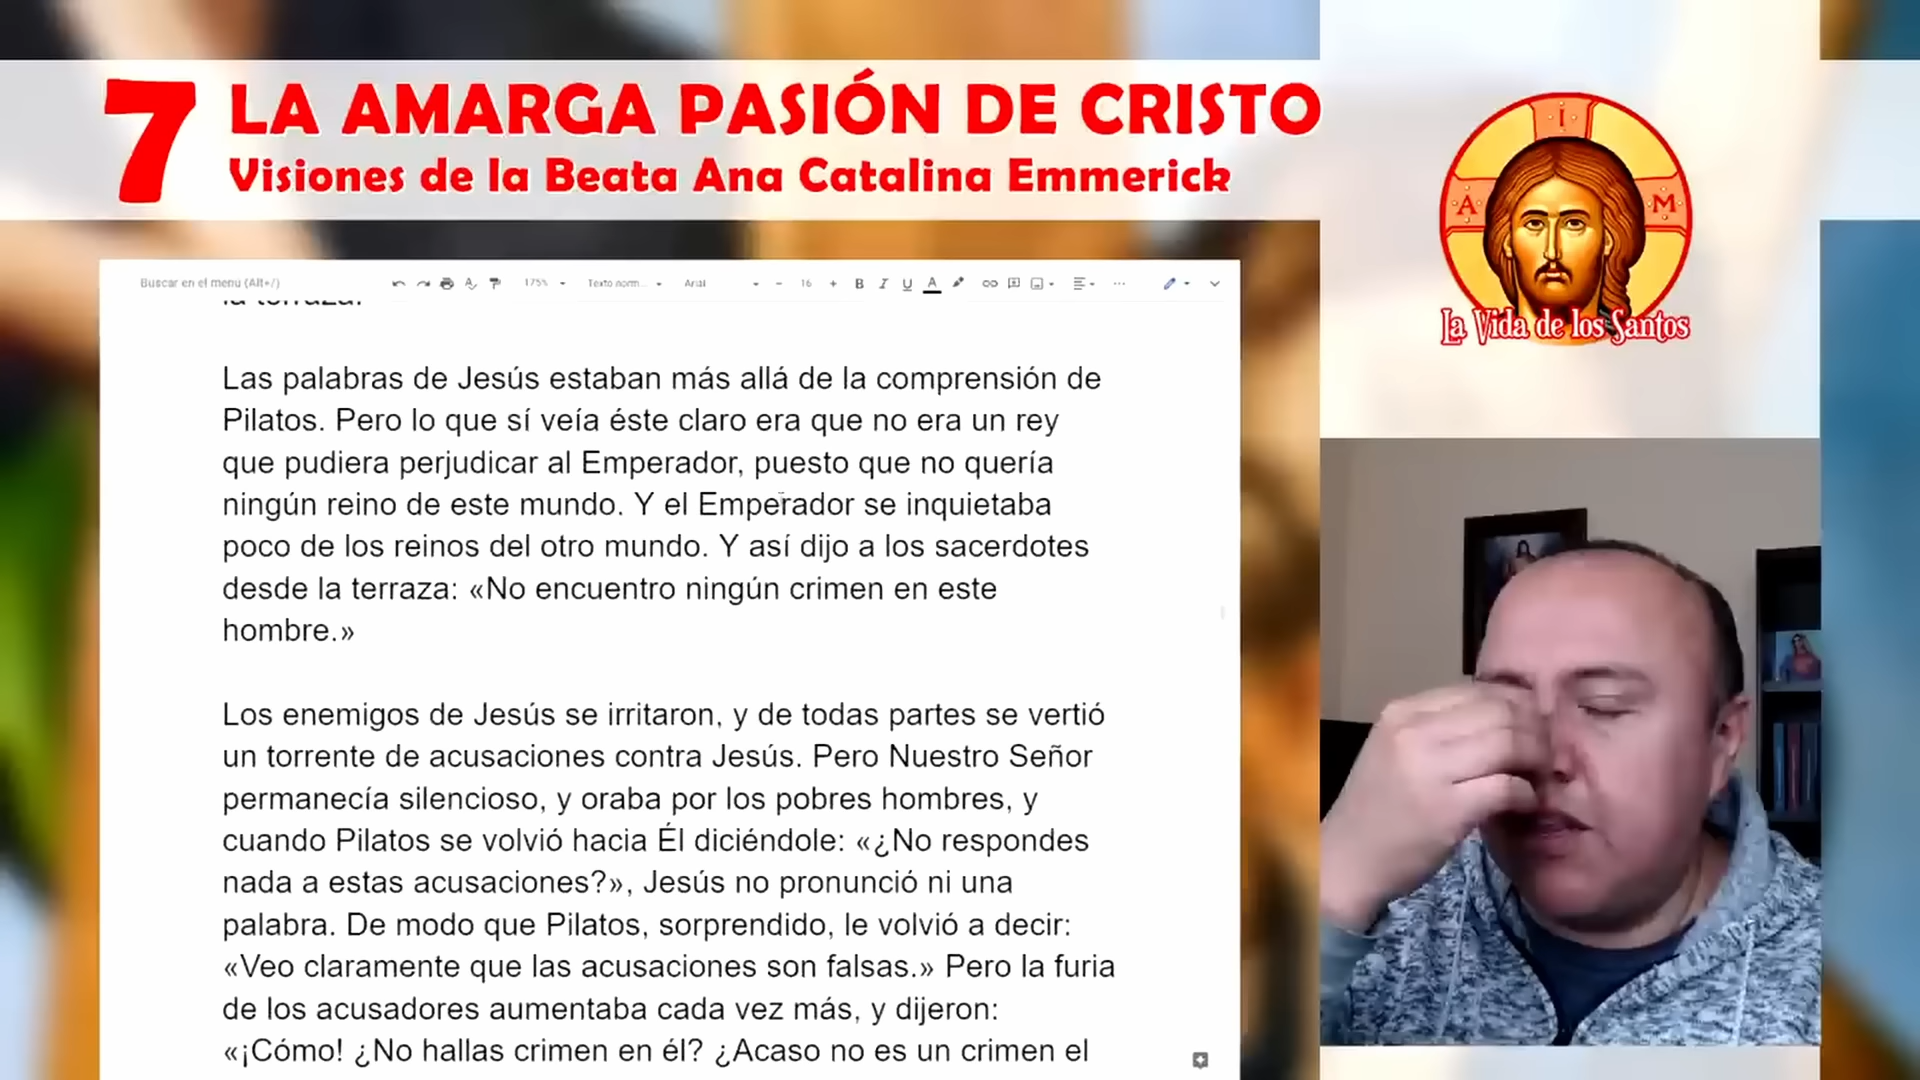 7
LA AMARGA PASIÓN DE CRISTO
Visiones de la Beata Ana Catalina Emmerick
I
A M
La Vida de los Santos
Buscar en el menú (Alt+/)
175% Texto norm... Arial - 16 + B I U A
la terraza.
Las palabras de Jesús estaban más allá de la comprensión de
Pilatos. Pero lo que sí veía éste claro era que no era un rey
que pudiera perjudicar al Emperador, puesto que no quería
ningún reino de este mundo. Y el Emperador se inquietaba
poco de los reinos del otro mundo. Y así dijo a los sacerdotes
desde la terraza: «No encuentro ningún crimen en este
hombre.»
Los enemigos de Jesús se irritaron, y de todas partes se vertió
un torrente de acusaciones contra Jesús. Pero Nuestro Señor
permanecía silencioso, y oraba por los pobres hombres, y
cuando Pilatos se volvió hacia Él diciéndole: «¿No respondes
nada a estas acusaciones?», Jesús no pronunció ni una
palabra. De modo que Pilatos, sorprendido, le volvió a decir:
«Veo claramente que las acusaciones son falsas.» Pero la furia
de los acusadores aumentaba cada vez más, y dijeron:
«¡Cómo! ¿No hallas crimen en él? ¿Acaso no es un crimen el